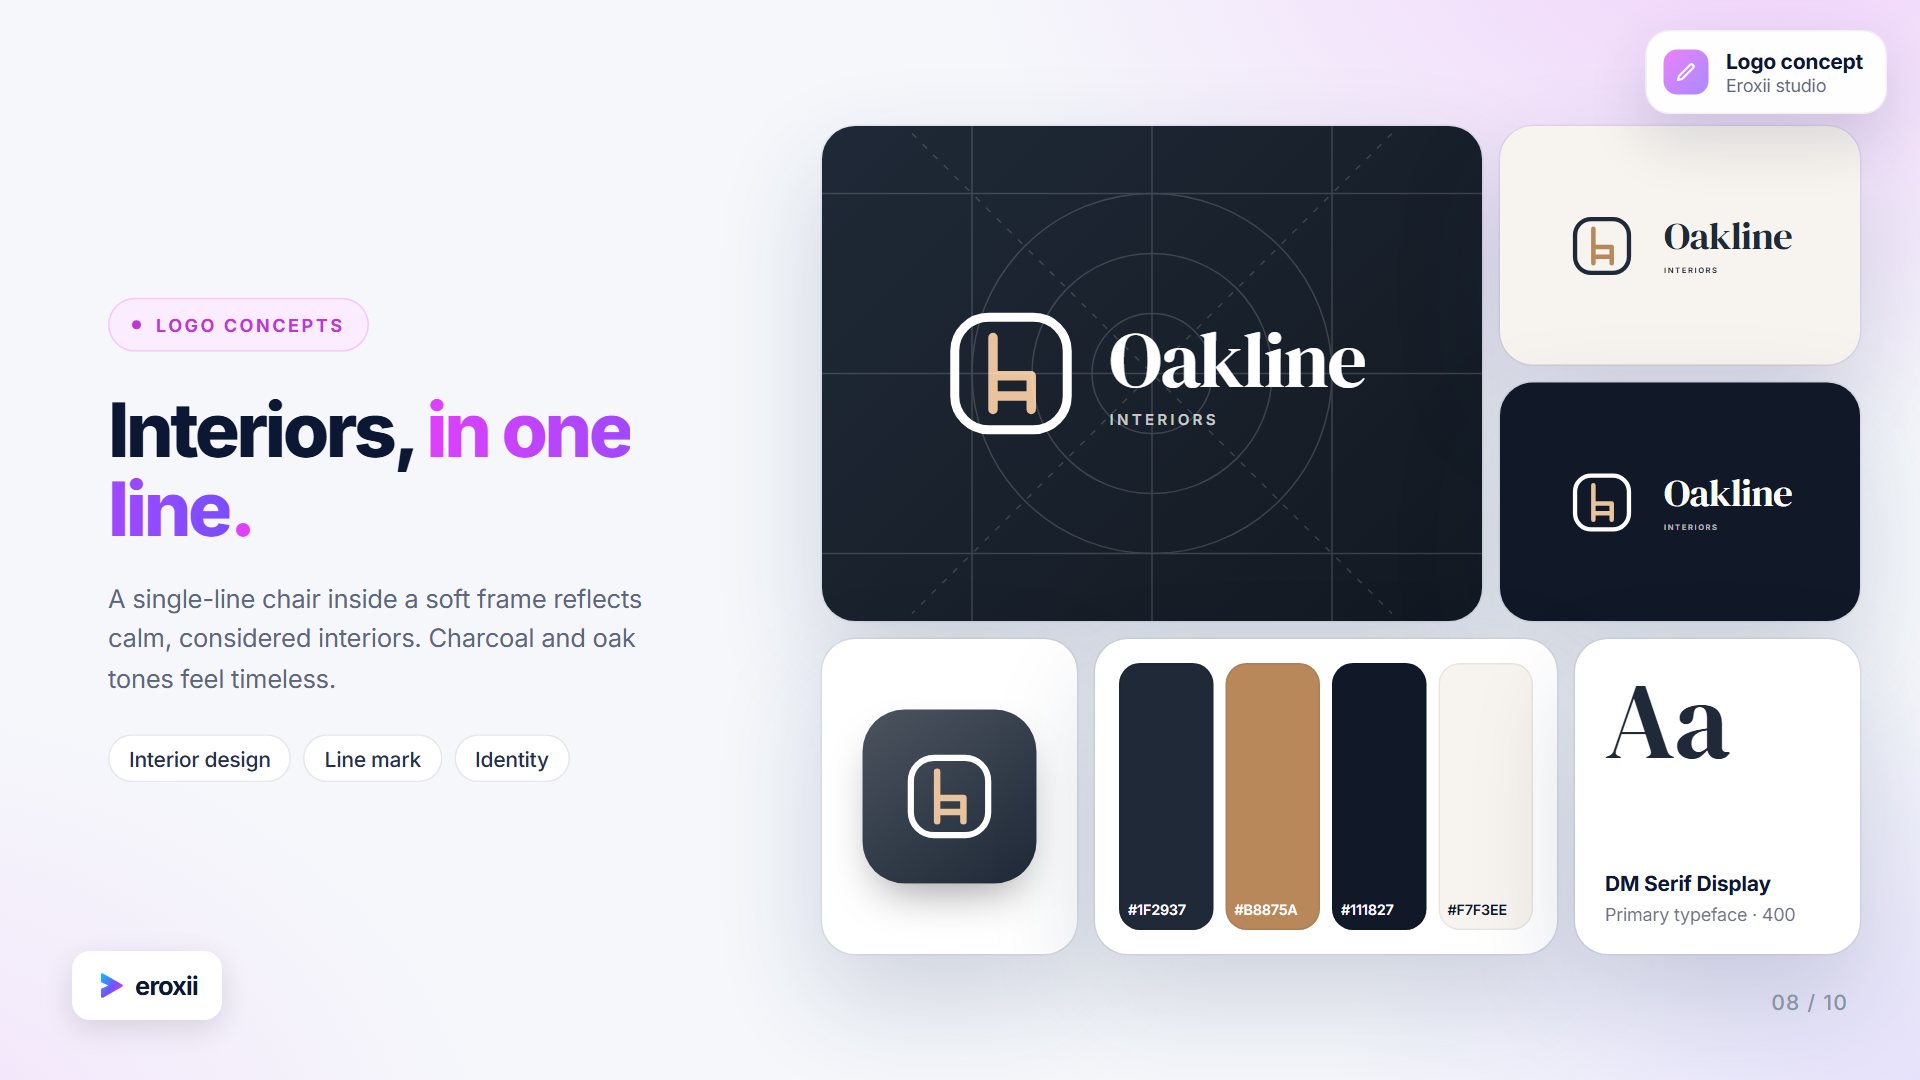 LOGO CONCEPTS
Interiors, in one
line.
A single-line chair inside a soft frame reflects
calm, considered interiors. Charcoal and oak
tones feel timeless.
Interior design
Line mark
Identity
eroxii
Logo concept
Eroxii studio
Oakline
INTERIORS
Oakline
INTERIORS
Oakline
INTERIORS
#1F2937
#B8875A
#111827
#F7F3EE
Aa
DM Serif Display
Primary typeface · 400
08 / 10